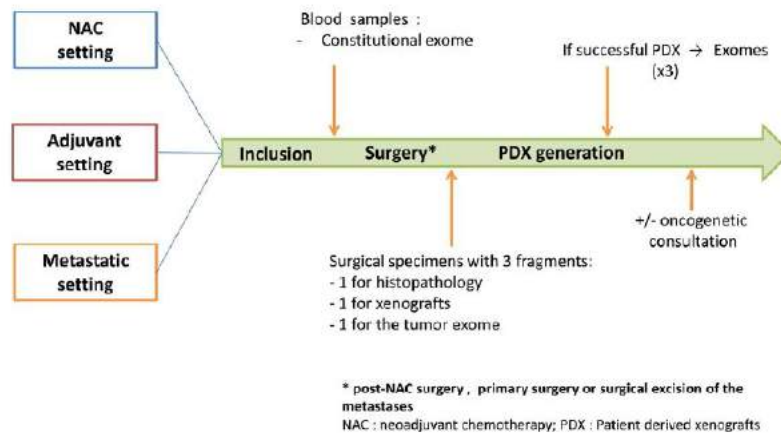 NAC
setting
Adjuvant
setting
Metastatic
setting
Blood samples :
- Constitutional exome
If successful PDX → Exomes
(x3)
Inclusion
Surgery*
PDX generation
+/- oncogenetic
consultation
Surgical specimens with 3 fragments:
- 1 for histopathology
- 1 for xenografts
- 1 for the tumor exome
* post-NAC surgery , primary surgery or surgical excision of the
metastases
NAC : neoadjuvant chemotherapy; PDX : Patient derived xenografts